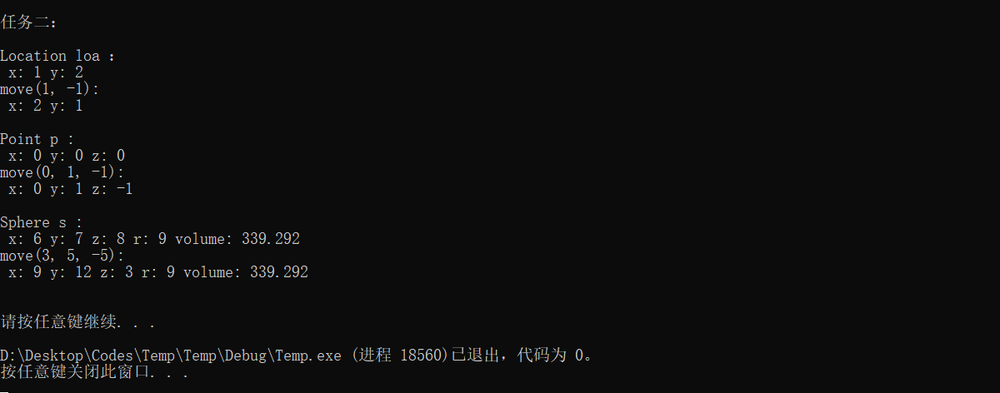 任务二：
Location loa ：
x: 1 y: 2
move(1, -1):
x: 2 y: 1
Point p :
x: 0 y: 0 z: 0
move(0, 1, -1):
x: 0 y: 1 z: -1
Sphere s :
x: 6 y: 7 z: 8 r: 9 volume: 339.292
move(3, 5, -5):
x: 9 y: 12 z: 3 r: 9 volume: 339.292
请按任意键继续. . .
D:\Desktop\Codes\Temp\Temp\Debug\Temp.exe (进程 18560)已退出，代码为 0。
按任意键关闭此窗口. . .